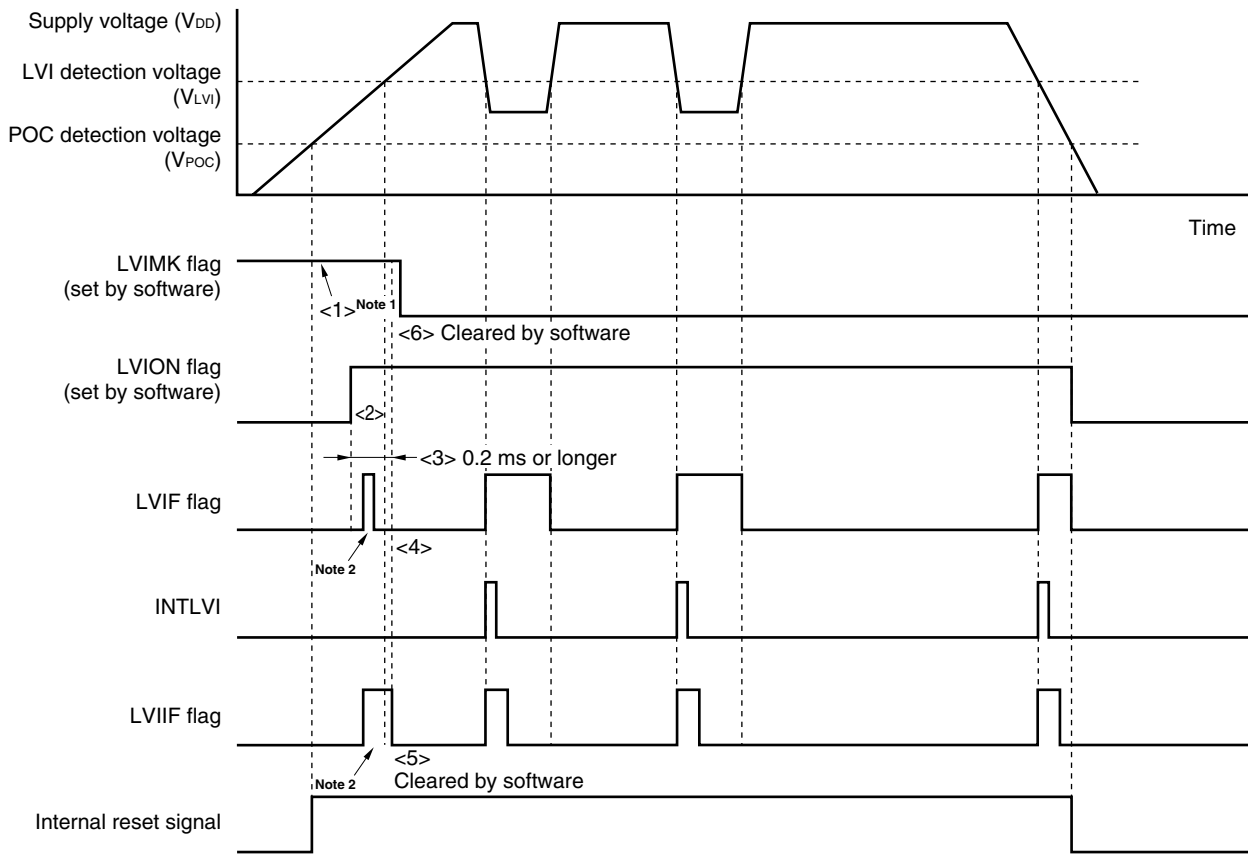 Supply voltage (VDD)
LVI detection voltage
(VLVI)
POC detection voltage
(VPOC)
Time
LVIMK flag
(set by software)
<1> Note 1
<6> Cleared by software
LVION flag
(set by software)
<2>
<3> 0.2 ms or longer
LVIF flag
<4>
Note 2
INTLVI
LVIIF flag
<5>
Note 2
Cleared by software
Internal reset signal